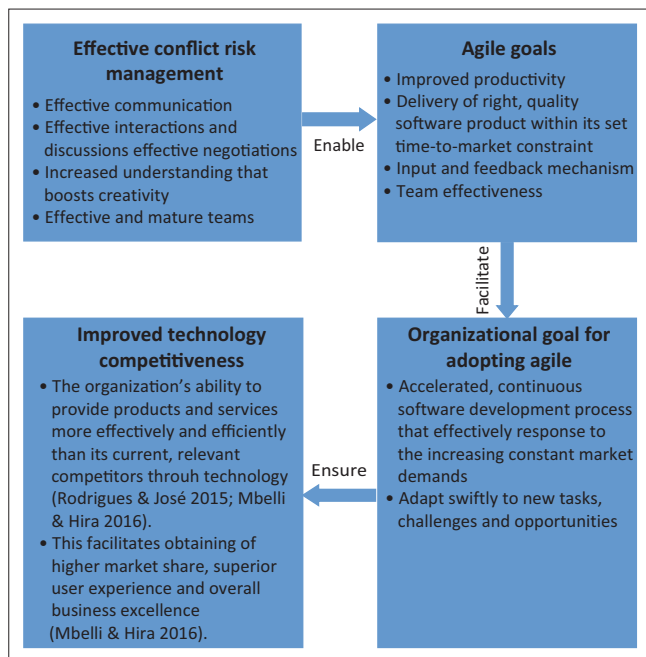 Effective conflict risk
management
• Effective communication
• Effective interactions and
discussions effective negotiations
• Increased understanding that
boosts creativity
• Effective and mature teams
Enable
Agile goals
• Improved productivity
• Delivery of right, quality
software product within its set
time-to-market constraint
• Input and feedback mechanism
• Team effectiveness
Facilitate
Organizational goal for
adopting agile
• Accelerated, continuous
software development process
that effectively response to
the increasing constant market
demands
• Adapt swiftly to new tasks,
challenges and opportunities
Ensure
Improved technology
competitiveness
• The organization’s ability to
provide products and services
more effectively and efficiently
than its current, relevant
competitors thruoh technology
(Rodrigues & José 2015; Mbelli
& Hira 2016).
• This facilitates obtaining of
higher market share, superior
user experience and overall
business excellence
(Mbelli & Hira 2016).